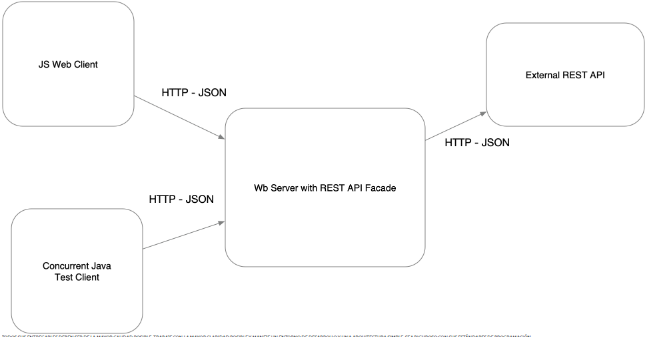 JS Web Client
External REST API
HTTP - JSON
HTTP - JSON
Wb Server with REST API Facade
HTTP - JSON
Concurrent Java
Test Client